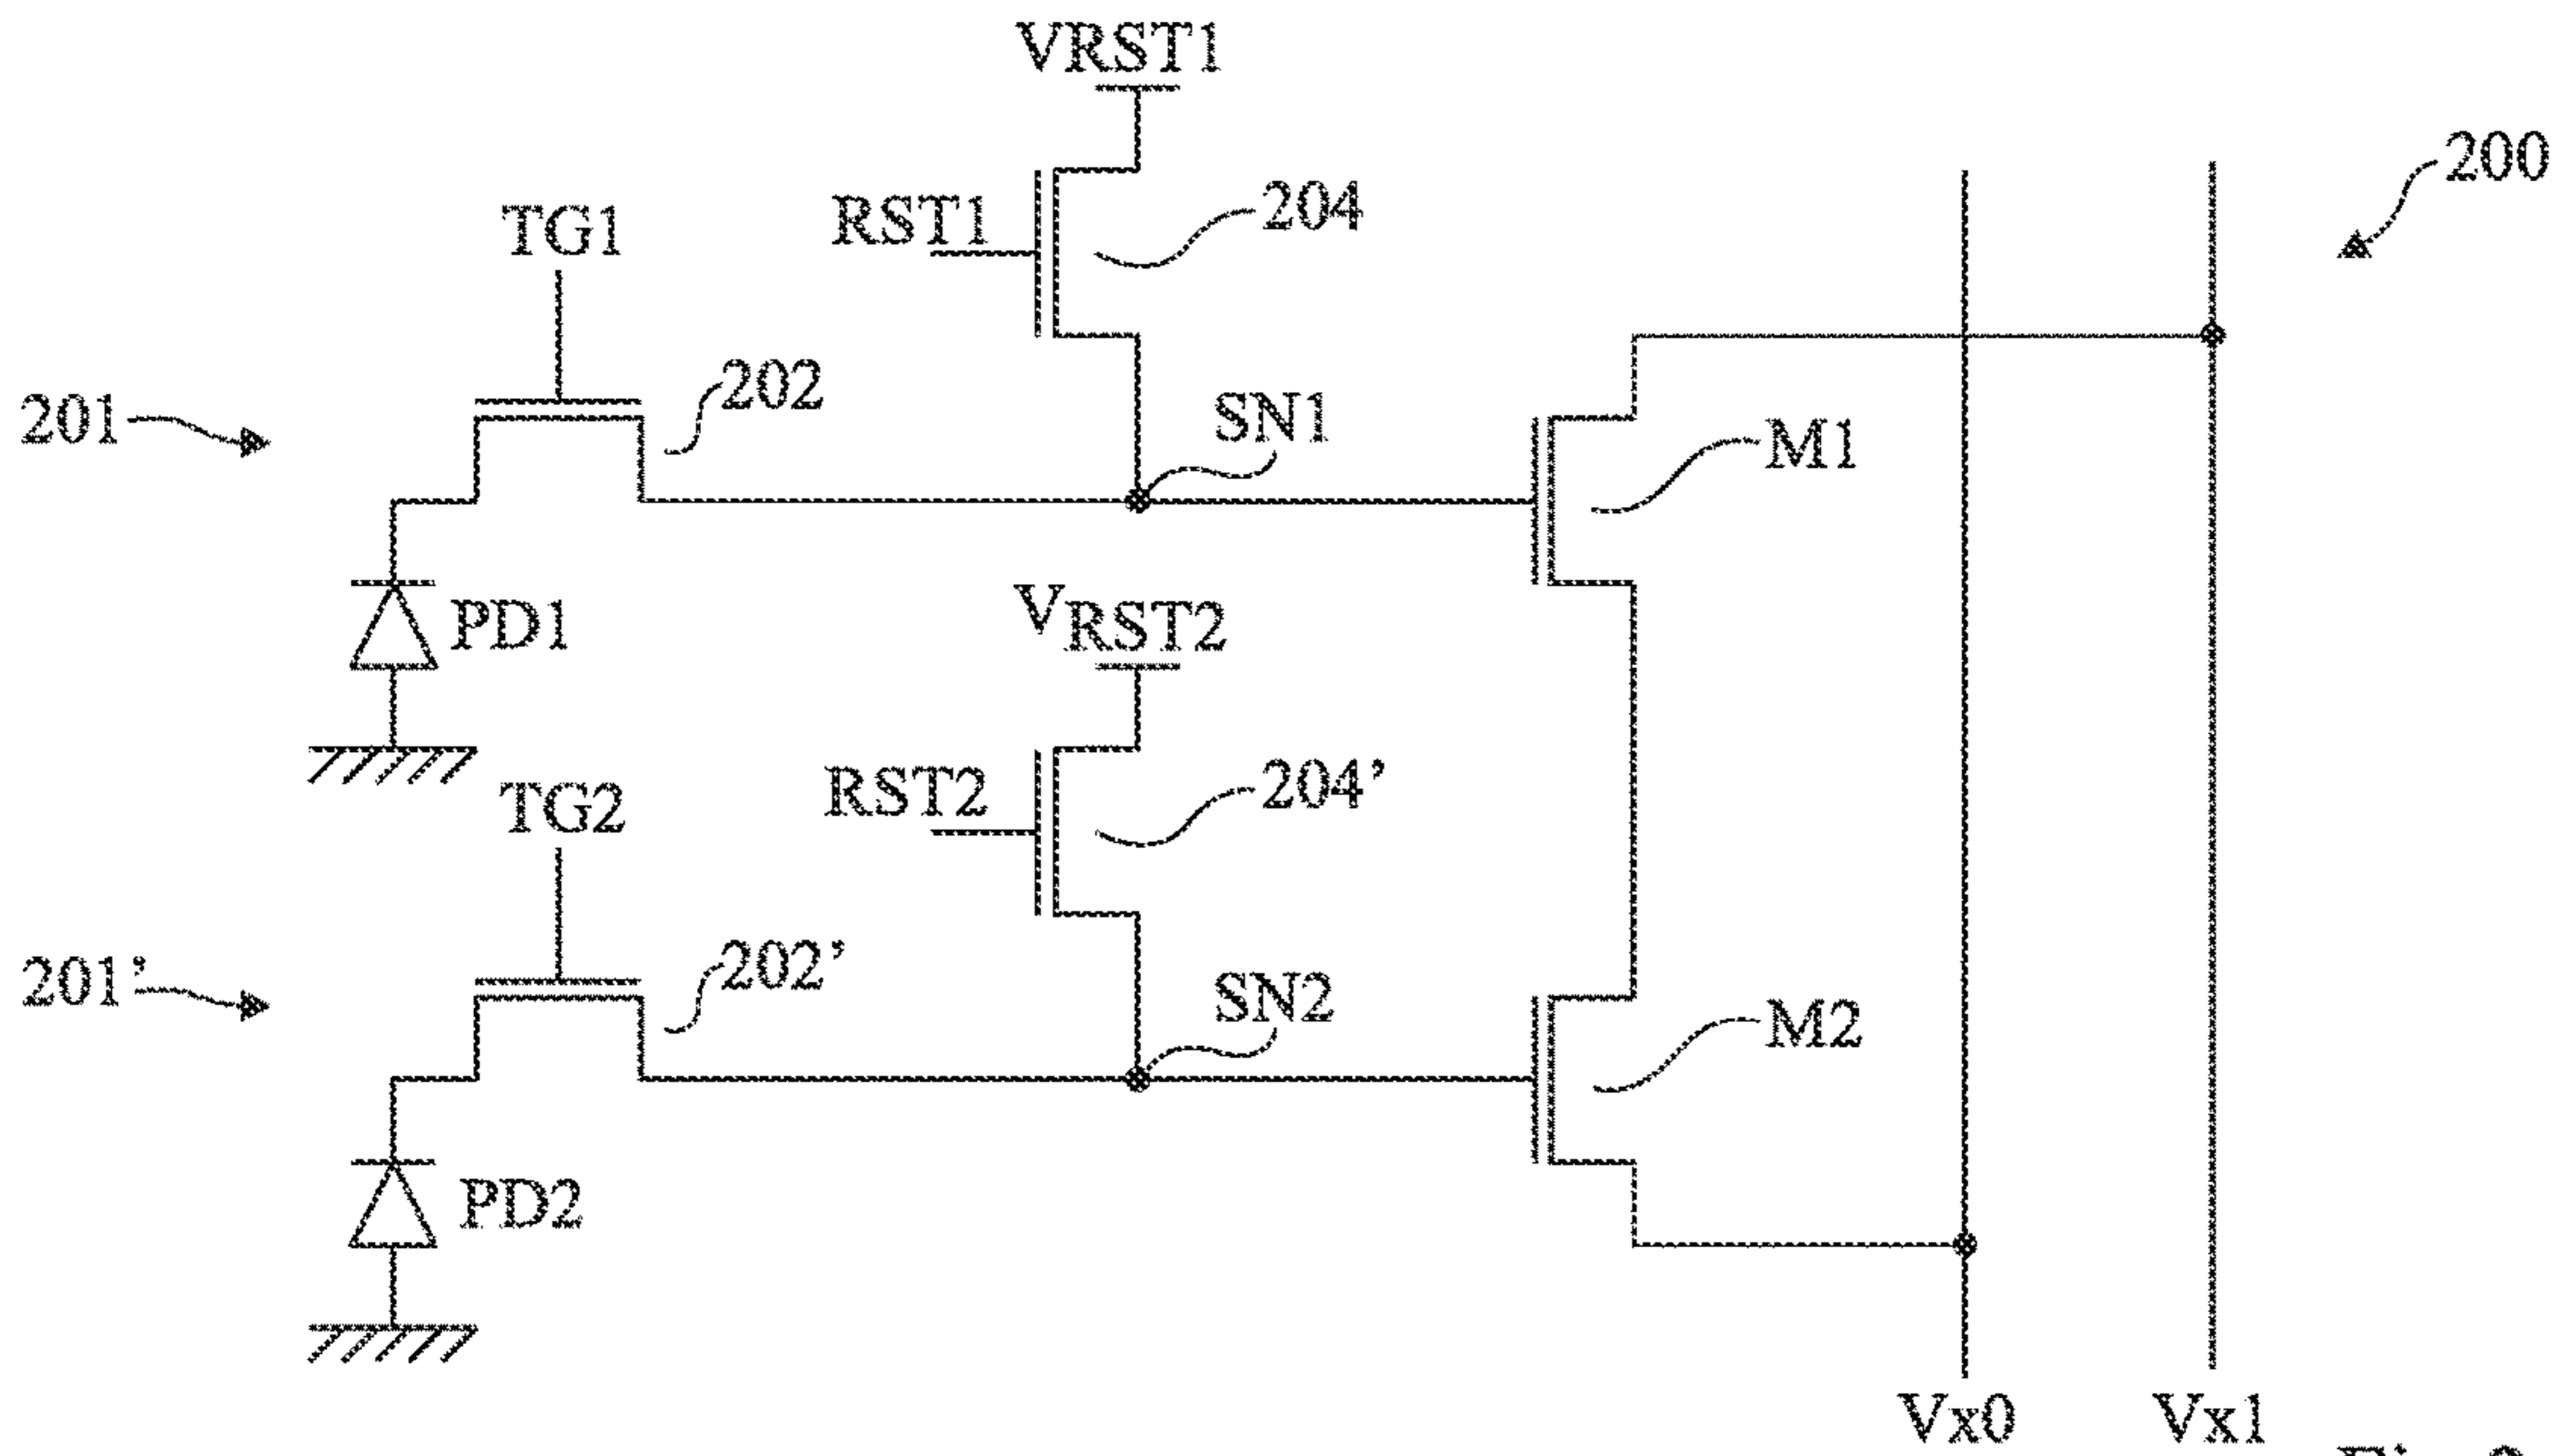 VRST1
200
RST1
204
TG1
202
201
SN1
M1
VRST2
PD1
RST2
204'
TG2
202'
201'
SN2
M2
PD2
Vx0
Vx1